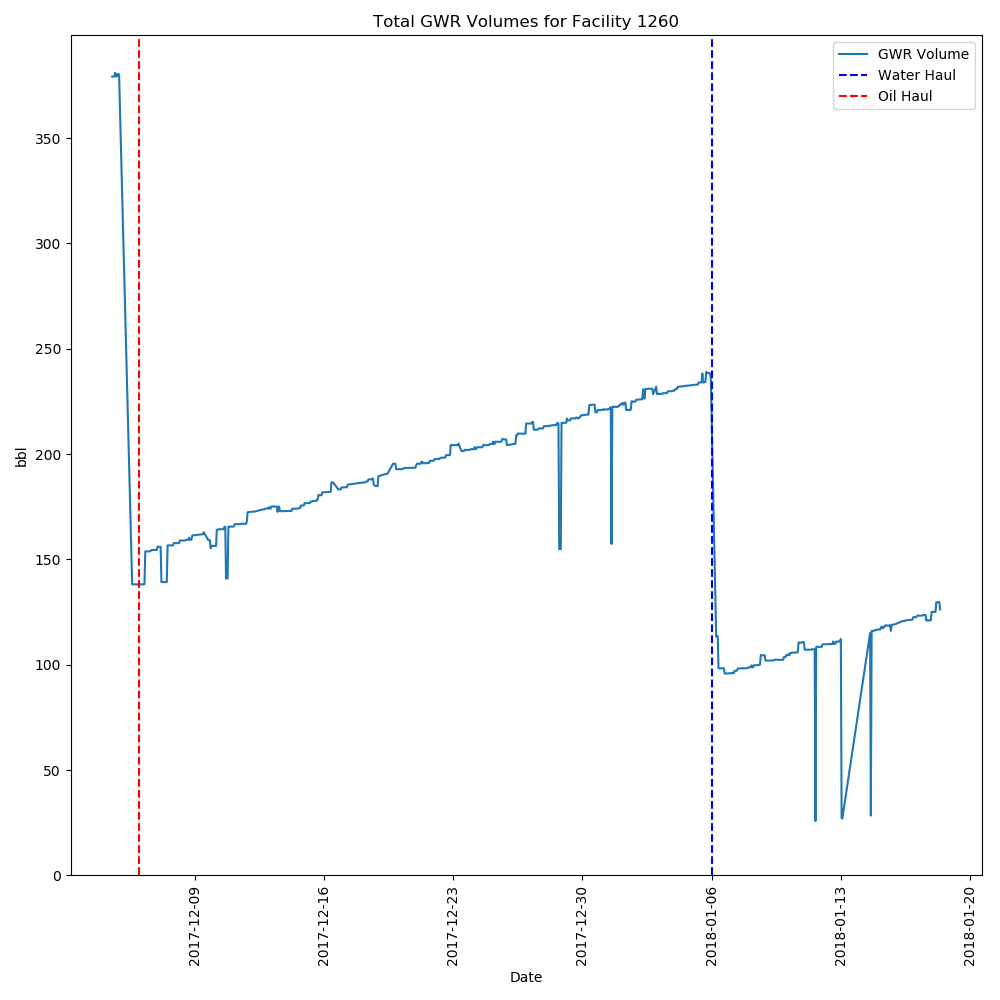 Total GWR Volumes for Facility 1260
GWR Volume
Water Haul
Oil Haul
350
300
250
200
150
100
50
0
bbl
2017-12-09
2017-12-16
2017-12-23
2017-12-30
2018-01-06
2018-01-13
2018-01-20
Date